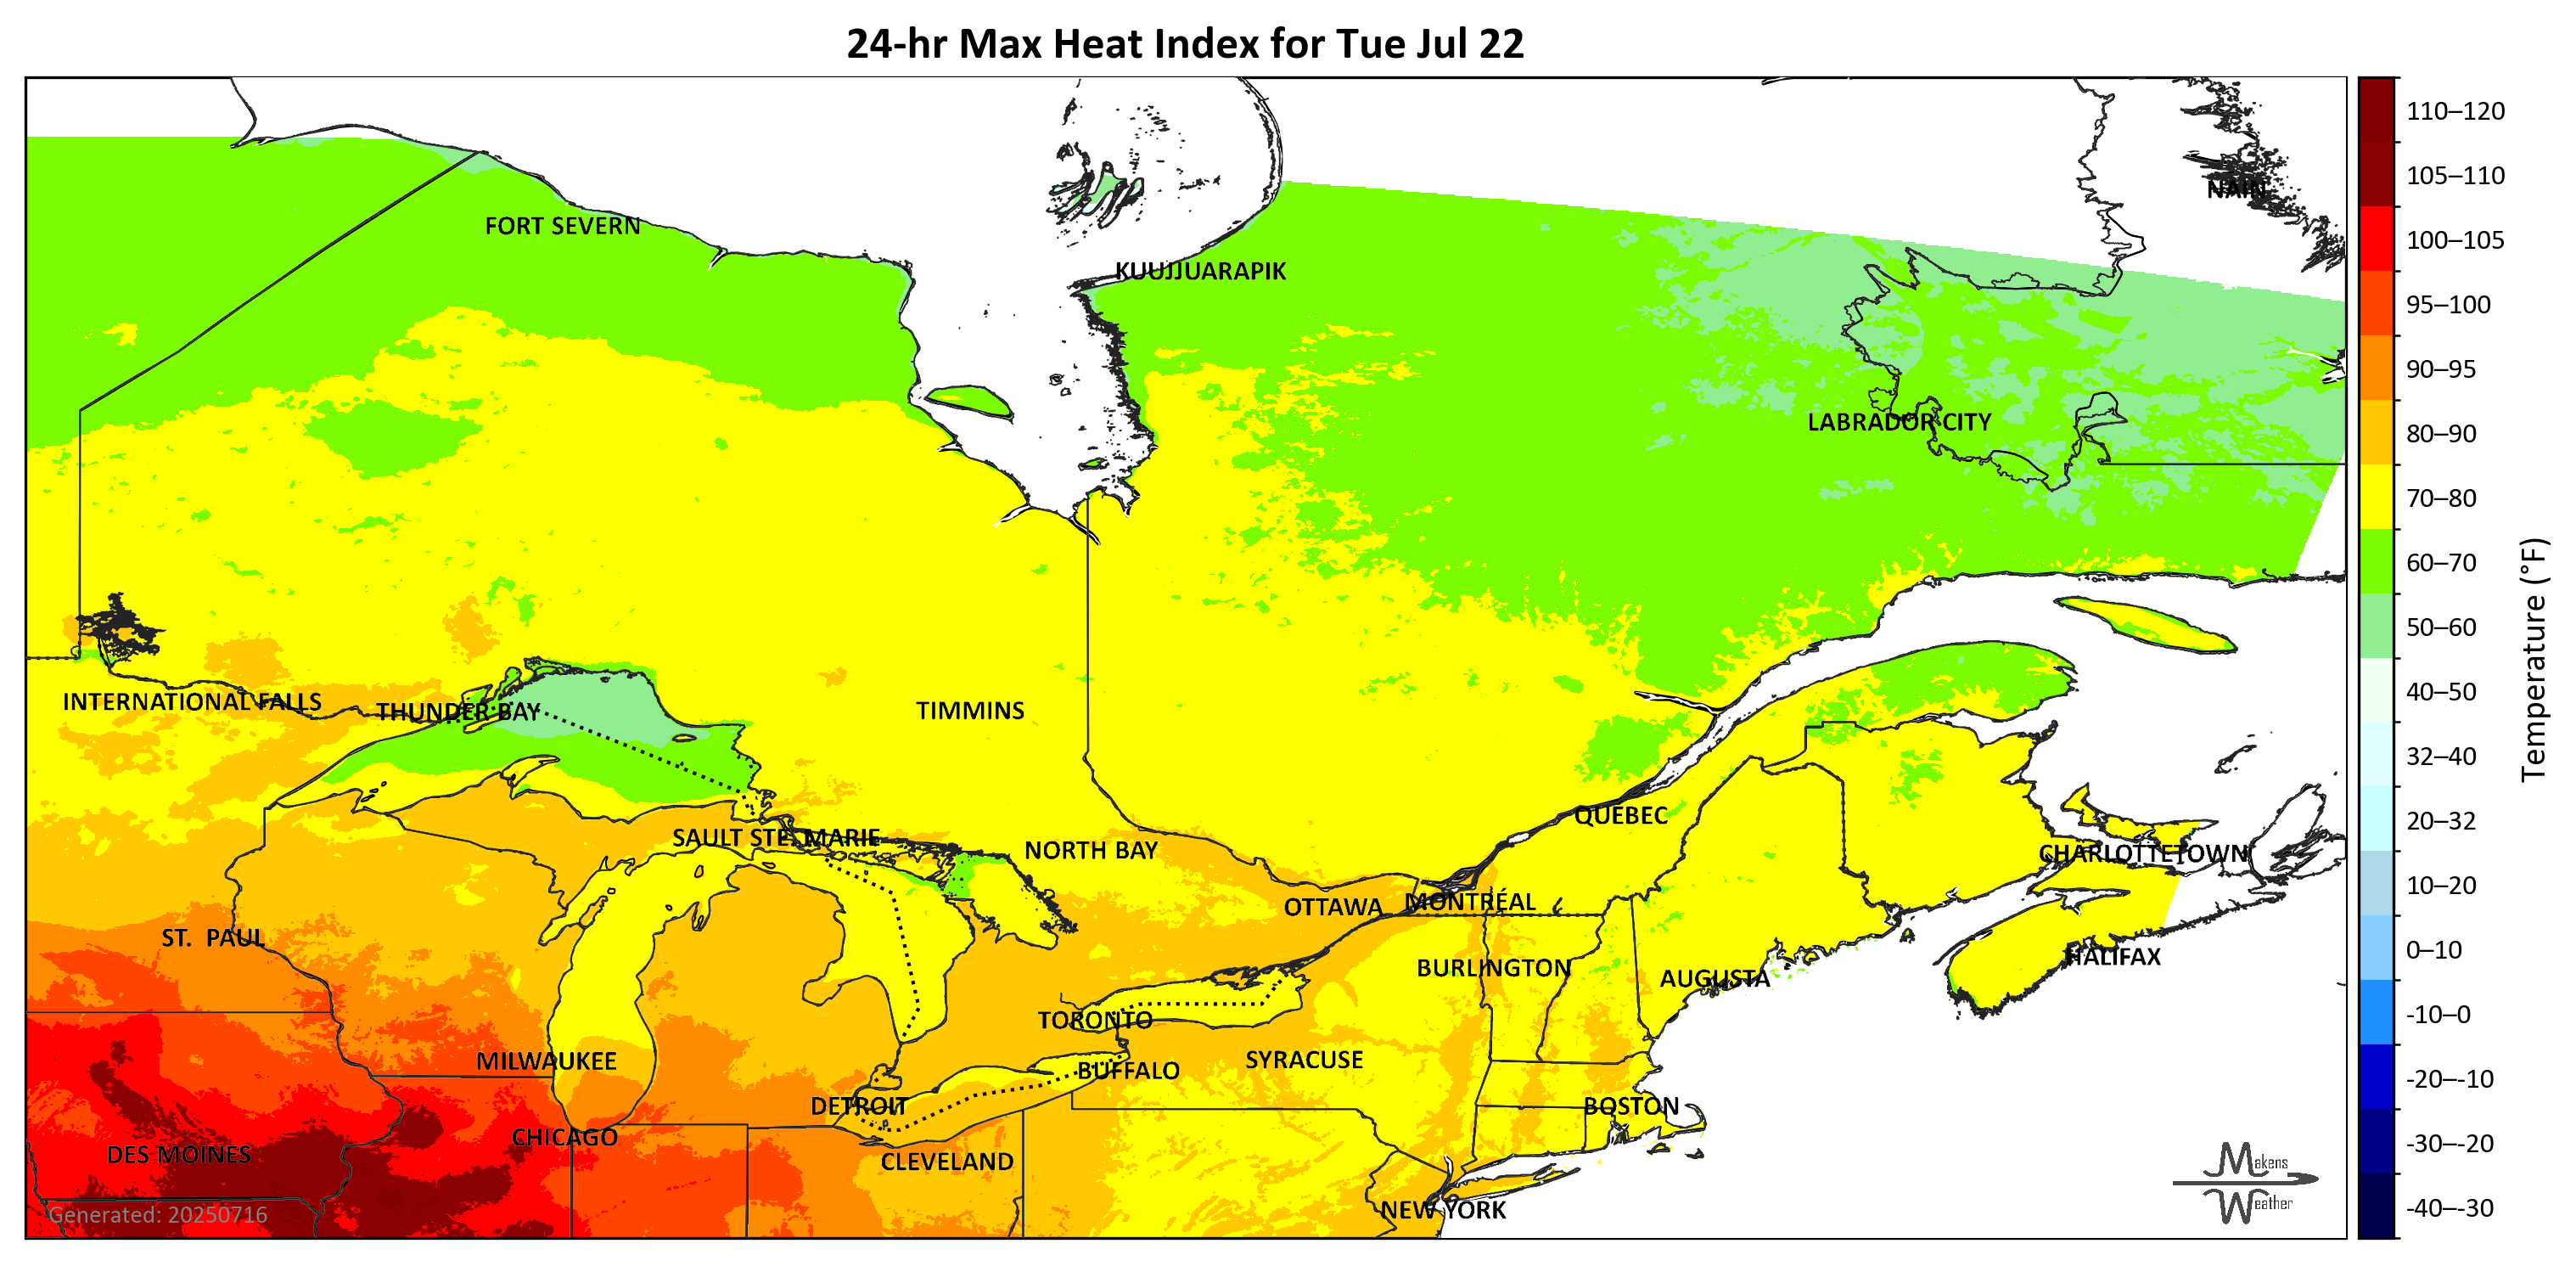 24-hr Max Heat Index for Tue Jul 22
NAIN
FORT SEVERN
KUUJJUARAPIK
LABRADOR CITY
INTERNATIONAL FALLS
THUNDER BAY
TIMMINS
QUEBEC
SAULT STE. MARIE
NORTH BAY
CHARLOTTETOWN
OTTAWA
MONTRÉAL
ST. PAUL
HALIFAX
BURLINGTON
AUGUSTA
TORONTO
MILWAUKEE
SYRACUSE
BUFFALO
DETROIT
BOSTON
CHICAGO
DES MOINES
CLEVELAND
NEW YORK
Generated: 20250716
Makens
Weather
110–120
105–110
100–105
95–100
90–95
80–90
70–80
60–70
50–60
40–50
32–40
20–32
10–20
0–10
-10–0
-20–-10
-30–-20
-40–-30
Temperature (°F)